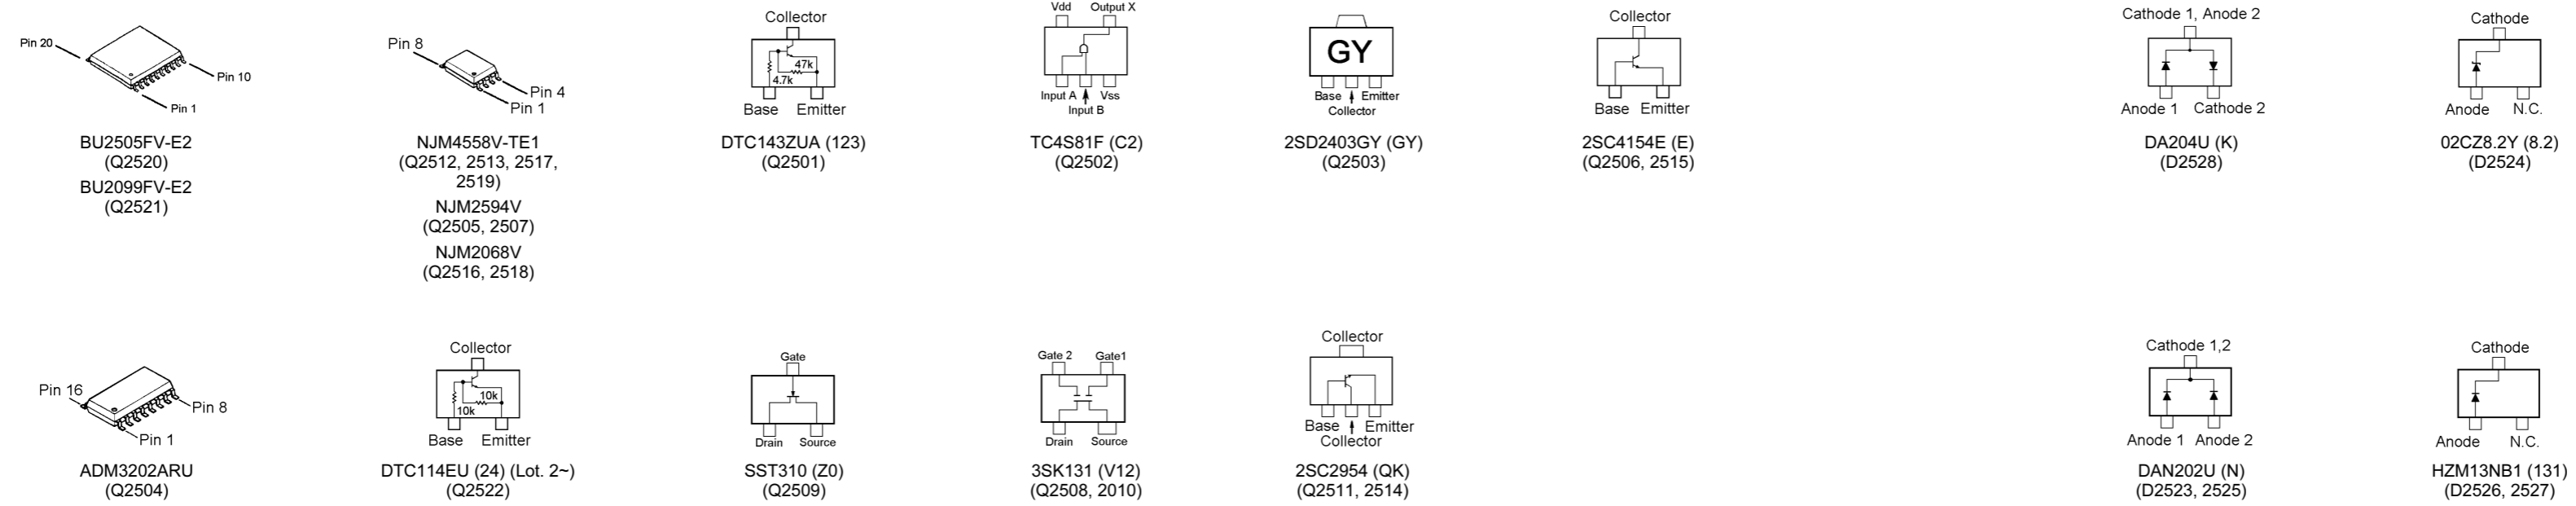 Pin 20
Pin 10
Pin 1
BU2505FV-E2
(Q2520)
BU2099FV-E2
(Q2521)
Pin 8
Pin 4
Pin 1
NJM4558V-TE1
(Q2512, 2513, 2517,
2519)
NJM2594V
(Q2505, 2507)
NJM2068V
(Q2516, 2518)
Collector
47k
4.7k
Base Emitter
DTC143ZUA (123)
(Q2501)
Vdd Output X
Input A Vss
Input B
TC4S81F (C2)
(Q2502)
GY
Base Emitter
Collector
2SD2403GY (GY)
(Q2503)
Collector
Base Emitter
2SC4154E (E)
(Q2506, 2515)
Cathode 1, Anode 2
Anode 1 Cathode 2
DA204U (K)
(D2528)
Cathode
Anode N.C.
02CZ8.2Y (8.2)
(D2524)
Pin 16
Pin 8
Pin 1
ADM3202ARU
(Q2504)
Collector
10k
10k
Base Emitter
DTC114EU (24) (Lot. 2~)
(Q2522)
Gate
Drain Source
SST310 (Z0)
(Q2509)
Gate 2 Gate1
Drain Source
3SK131 (V12)
(Q2508, 2010)
Collector
Base Emitter
Collector
2SC2954 (QK)
(Q2511, 2514)
Cathode 1,2
Anode 1 Anode 2
DAN202U (N)
(D2523, 2525)
Cathode
Anode N.C.
HZM13NB1 (131)
(D2526, 2527)